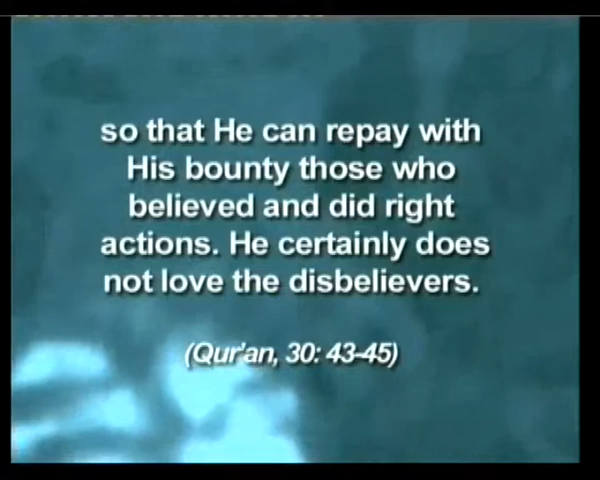 so that He can repay with
His bounty those who
believed and did right
actions. He certainly does
not love the disbelievers.
(Qur'an, 30: 43-45)